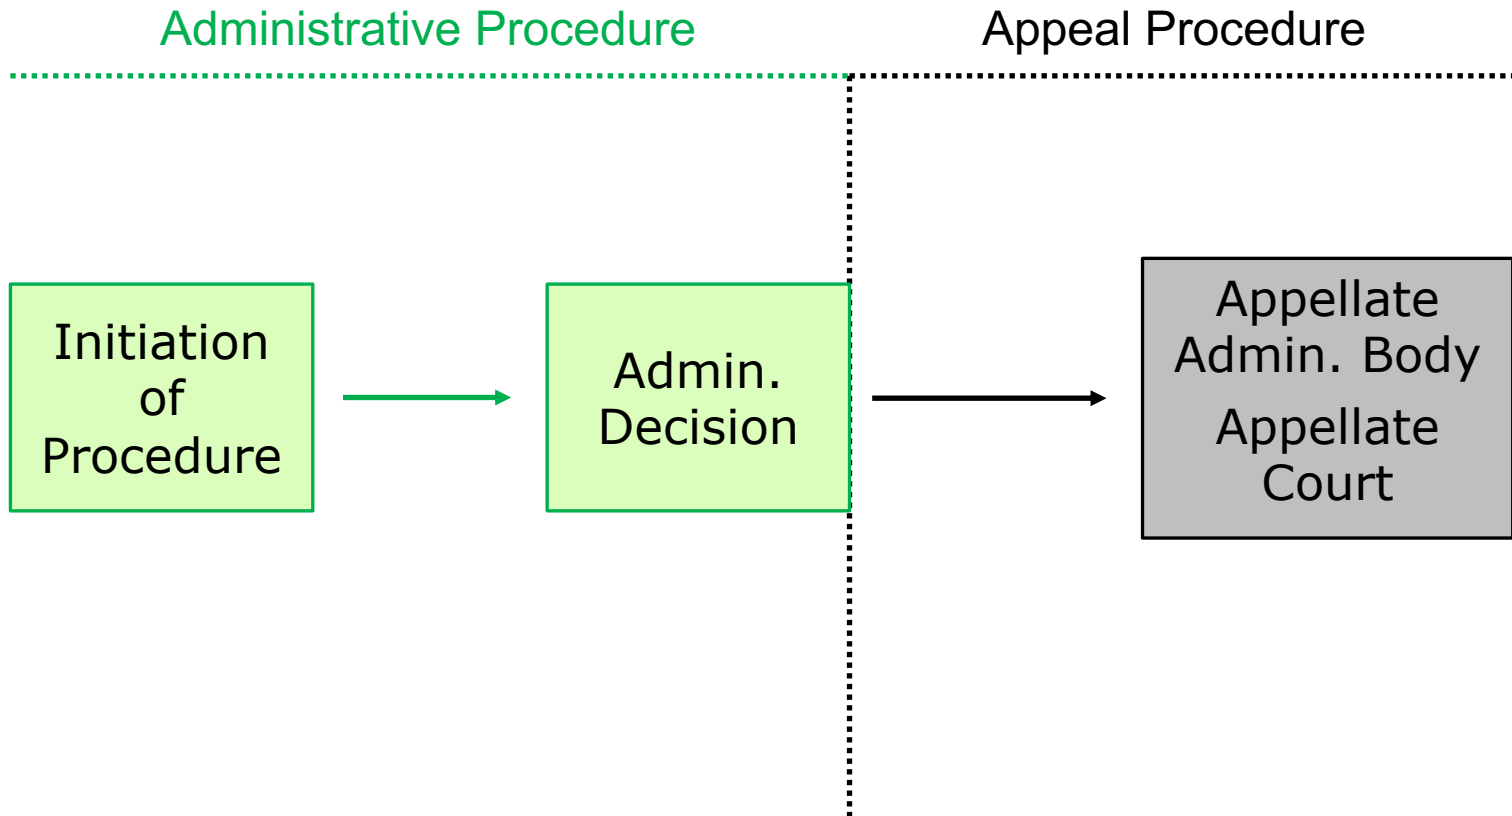 Administrative Procedure
Appeal Procedure
Initiation
of
Procedure
Admin.
Decision
Appellate
Admin. Body
Appellate
Court